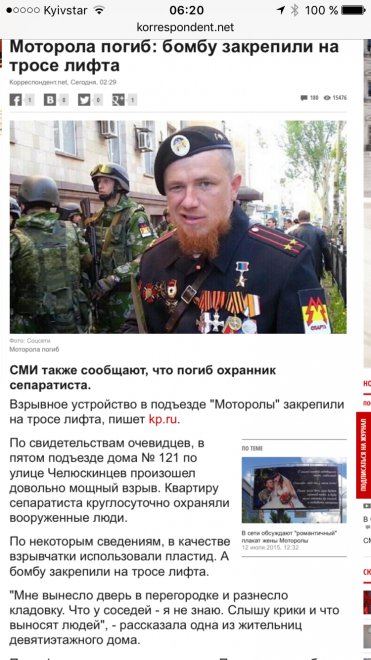 Kyivstar
06:20
100 %
korrespondent.net
Моторола погиб: бомбу закрепили на
тросе лифта
Корреспондент.net, Сегодня, 02:29
1
0
0
1
100
15476
СПАРТА
Фото: Соцсети
Моторола погиб
СМИ также сообщают, что погиб охранник
сепаратиста.
Взрывное устройство в подъезде "Моторолы" закрепили
на тросе лифта, пишет kp.ru.
По свидетельствам очевидцев, в
пятом подъезде дома № 121 по
улице Челюскинцев произошел
довольно мощный взрыв. Квартиру
сепаратиста круглосуточно охраняли
вооруженные люди.
По некоторым сведениям, в качестве
взрывчатки использовали пластид. А
бомбу закрепили на тросе лифта.
ПО ТЕМЕ
В сети обсуждают "романтичный"
плакат жены Моторолы
12 июля 2015, 12:32
"Мне вынесло дверь в перегородке и разнесло
кладовку. Что у соседей - я не знаю. Слышу крики и что
выносят людей", - рассказала одна из жительниц
девятиэтажного дома.
ПОДПИСАТЬСЯ НА ЖУРНАЛ